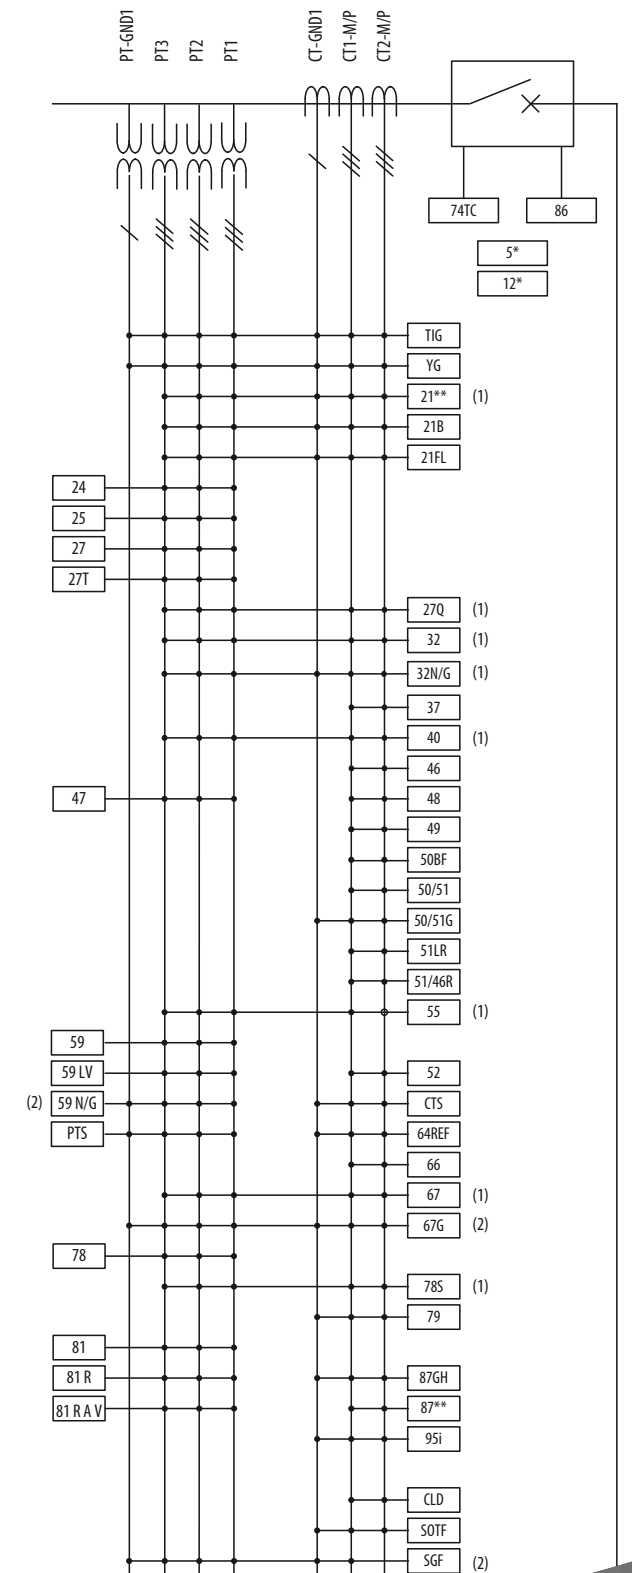 PT-GND1
PT3
PT2
PT1
CT-GND1
CT1-M/P
CT2-M/P
74TC
86
5*
12*
TIG
YG
21** (1)
21B
21FL
24
25
27
27T
27Q (1)
32 (1)
32N/G (1)
37
40 (1)
46
47
48
49
50BF
50/51
50/51G
51LR
51/46R
55 (1)
59
59 LV
52
(2) 59 N/G
CTS
PTS
64REF
66
67 (1)
67G (2)
78
78S (1)
79
81
81 R
87GH
81 R A V
87**
95i
CLD
SOTF
SGF (2)